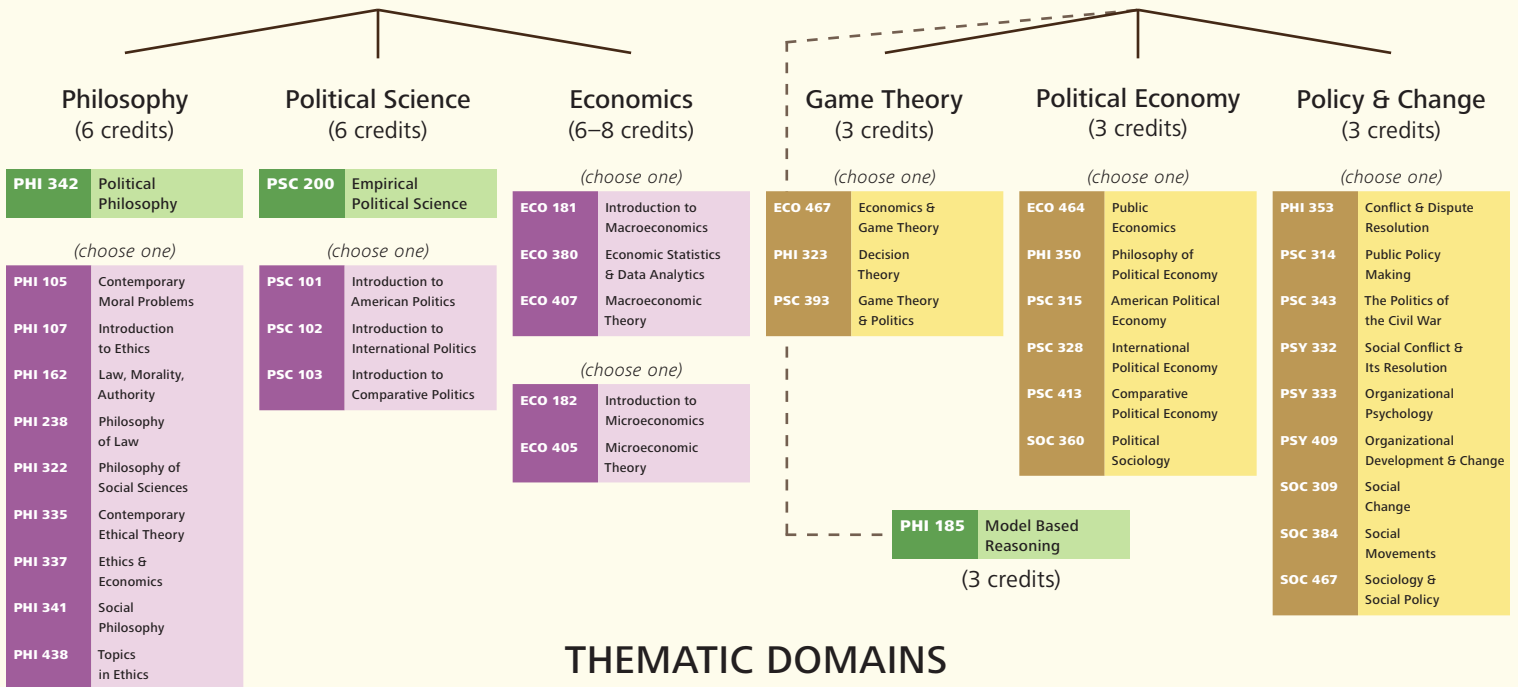 Philosophy
(6 credits)
PHI 342 Political
Philosophy
(choose one)
PHI 105 Contemporary
Moral Problems
PHI 107 Introduction
to Ethics
PHI 162 Law, Morality,
Authority
PHI 238 Philosophy
of Law
PHI 322 Philosophy of
Social Sciences
PHI 335 Contemporary
Ethical Theory
PHI 337 Ethics &
Economics
PHI 341 Social
Philosophy
PHI 438 Topics
in Ethics
Political Science
(6 credits)
PSC 200 Empirical
Political Science
(choose one)
PSC 101 Introduction to
American Politics
PSC 102 Introduction to
International Politics
PSC 103 Introduction to
Comparative Politics
Economics
(6–8 credits)
(choose one)
ECO 181 Introduction to
Macroeconomics
ECO 380 Economic Statistics
& Data Analytics
ECO 407 Macroeconomic
Theory
(choose one)
ECO 182 Introduction to
Microeconomics
ECO 405 Microeconomic
Theory
Game Theory
(3 credits)
(choose one)
ECO 467 Economics &
Game Theory
PHI 323 Decision
Theory
PSC 393 Game Theory
& Politics
Political Economy
(3 credits)
(choose one)
ECO 464 Public
Economics
PHI 350 Philosophy of
Political Economy
PSC 315 American Political
Economy
PSC 328 International
Political Economy
PSC 413 Comparative
Political Economy
SOC 360 Political
Sociology
Policy & Change
(3 credits)
(choose one)
PHI 353 Conflict & Dispute
Resolution
PSC 314 Public Policy
Making
PSC 343 The Politics of
the Civil War
PSY 332 Social Conflict &
Its Resolution
PSY 333 Organizational
Psychology
PSY 409 Organizational
Development & Change
SOC 309 Social
Change
SOC 384 Social
Movements
SOC 467 Sociology &
Social Policy
PHI 185 Model Based
Reasoning
(3 credits)
THEMATIC DOMAINS